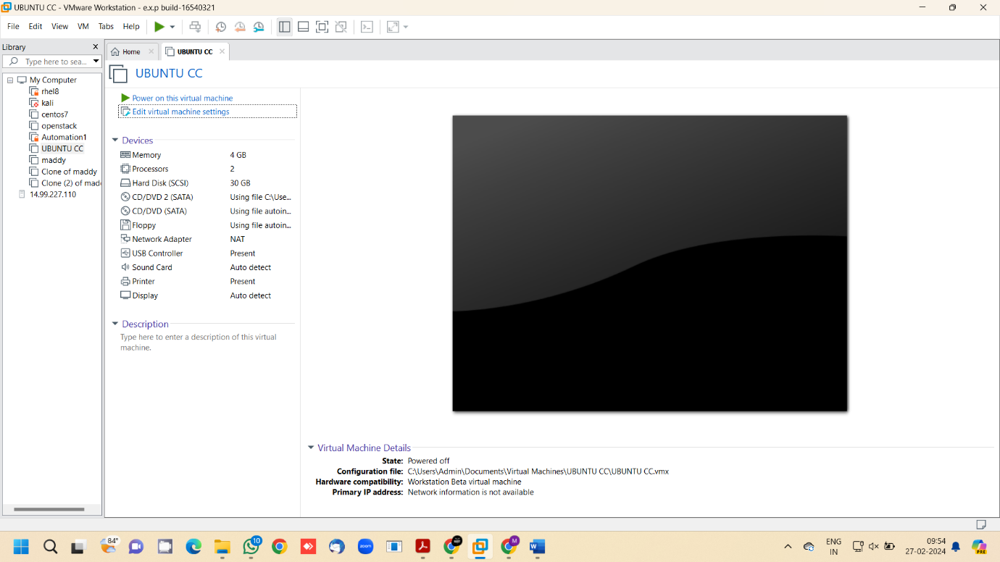 UBUNTU CC - VMware Workstation - e.x.p build-16540321
File Edit View VM Tabs Help
Library
Home
UBUNTU CC
Type here to sea...
UBUNTU CC
My Computer
rhel8
kali
centos7
openstack
Automation1
UBUNTU CC
maddy
Clone of maddy
Clone (2) of madd
14.99.227.110
Power on this virtual machine
Edit virtual machine settings
Devices
Memory 4 GB
Processors 2
Hard Disk (SCSI) 30 GB
CD/DVD 2 (SATA) Using file C:\Use...
CD/DVD (SATA) Using file autoin...
Floppy Using file autoin...
Network Adapter NAT
USB Controller Present
Sound Card Auto detect
Printer Present
Display Auto detect
Description
Type here to enter a description of this virtual
machine.
Virtual Machine Details
State: Powered off
Configuration file: C:\Users\Admin\Documents\Virtual Machines\UBUNTU CC\UBUNTU CC.vmx
Hardware compatibility: Workstation Beta virtual machine
Primary IP address: Network information is not available
84°
10
zoom
M
W
ENG
IN
09:54
27-02-2024
PRE